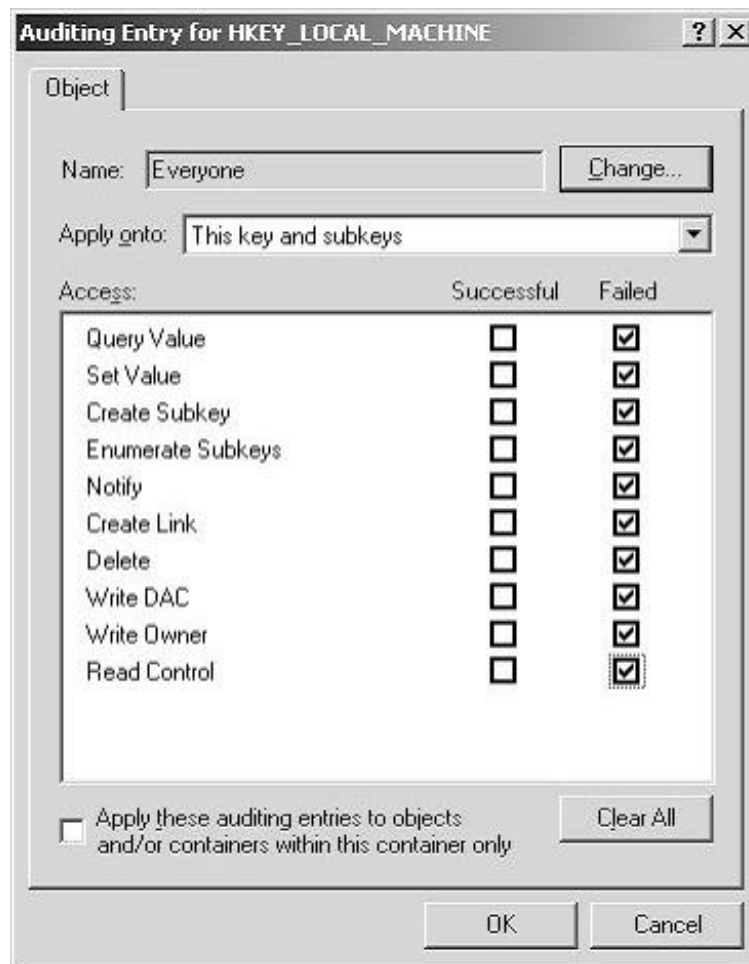 Auditing Entry for HKEY_LOCAL_MACHINE
Object
Name: Everyone Change...
Apply onto: This key and subkeys
Access: Successful Failed
Query Value
Set Value
Create Subkey
Enumerate Subkeys
Notify
Create Link
Delete
Write DAC
Write Owner
Read Control
Apply these auditing entries to objects
and/or containers within this container only
Clear All
OK Cancel